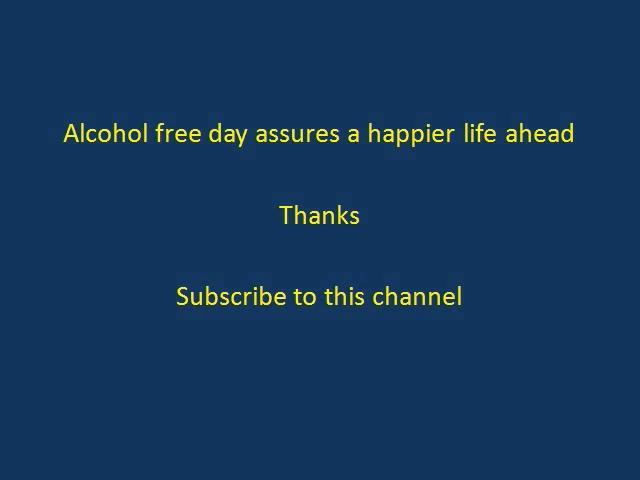 Alcohol free day assures a happier life ahead
Thanks
Subscribe to this channel